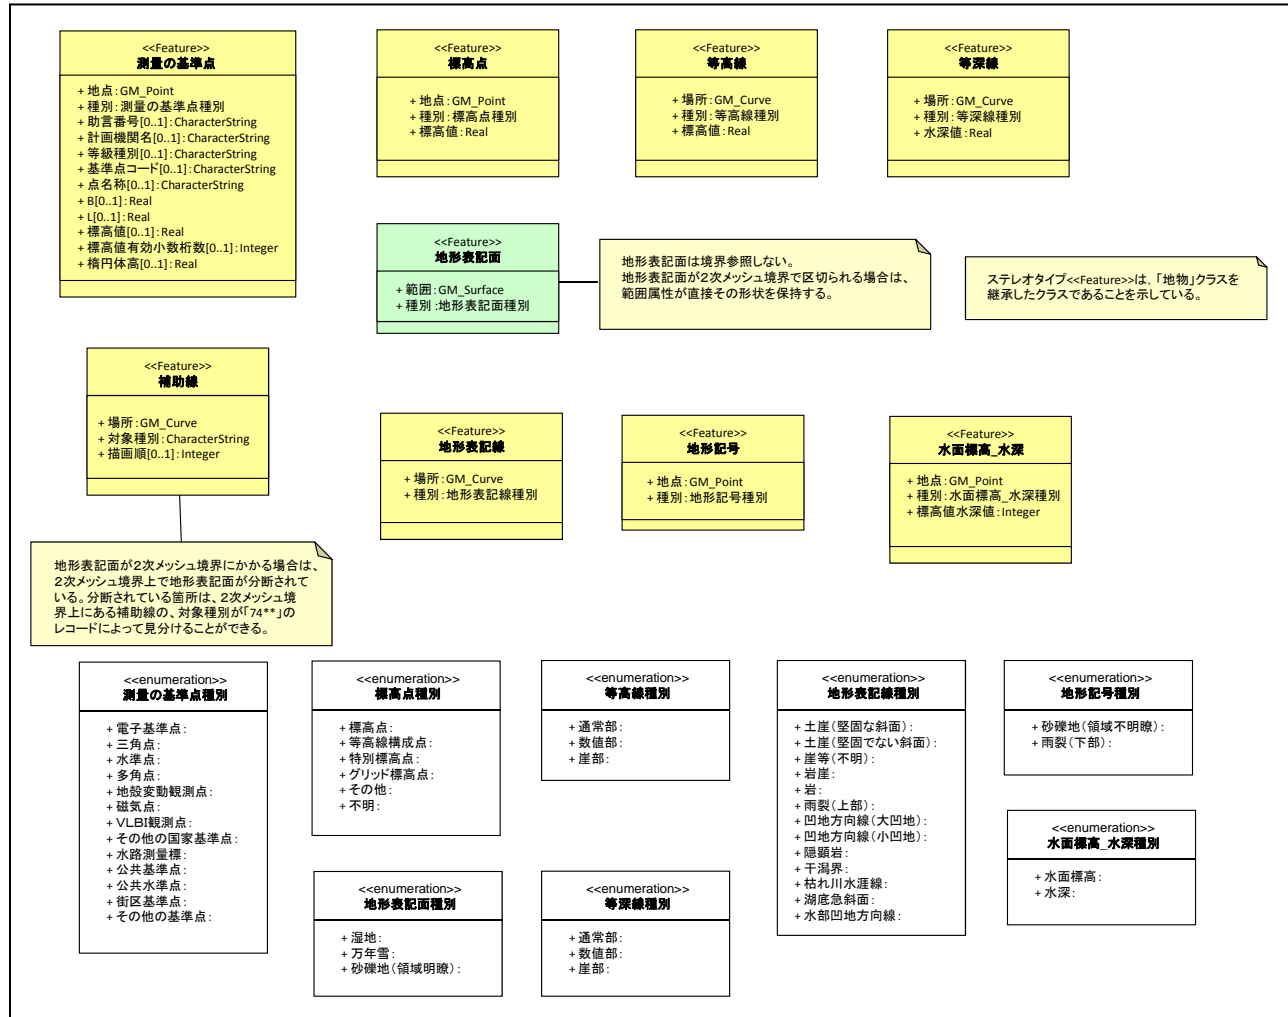 <<Feature>>
測量の基準点
+ 地点:GM_Point
+ 種別:測量の基準点種別
+ 助言番号[0..1]:CharacterString
+ 計画機関名[0..1]:CharacterString
+ 等級種別[0..1]:CharacterString
+ 基準点コード[0..1]:CharacterString
+ 点名称[0..1]:CharacterString
+ B[0..1]:Real
+ L[0..1]:Real
+ 標高値[0..1]:Real
+ 標高値有効小数桁数[0..1]:Integer
+ 楕円体高[0..1]:Real
<<Feature>>
標高点
+ 地点:GM_Point
+ 種別:標高点種別
+ 標高値:Real
<<Feature>>
等高線
+ 場所:GM_Curve
+ 種別:等高線種別
+ 標高値:Real
<<Feature>>
等深線
+ 場所:GM_Curve
+ 種別:等深線種別
+ 水深値:Real
<<Feature>>
地形表記面
+ 範囲:GM_Surface
+ 種別:地形表記面種別
地形表記面は境界参照しない。
地形表記面が2次メッシュ境界で区切られる場合は、
範囲属性が直接その形状を保持する。
ステレオタイプ<<Feature>>は,「地物」クラスを
継承したクラスであることを示している。
<<Feature>>
補助線
+ 場所:GM_Curve
+ 対象種別:CharacterString
+ 描画順[0..1]:Integer
<<Feature>>
地形表記線
+ 場所:GM_Curve
+ 種別:地形表記線種別
<<Feature>>
地形記号
+ 地点:GM_Point
+ 種別:地形記号種別
<<Feature>>
水面標高_水深
+ 地点:GM_Point
+ 種別:水面標高_水深種別
+ 標高値水深値:Integer
地形表記面が2次メッシュ境界にかかる場合は、
2次メッシュ境界上で地形表記面が分断されて
いる。分断されている箇所は、2次メッシュ境
界上にある補助線の、対象種別が「74**」の
レコードによって見分けることができる。
<<enumeration>>
測量の基準点種別
+ 電子基準点:
+ 三角点:
+ 水準点:
+ 多角点:
+ 地殻変動観測点:
+ 磁気点:
+ VLBI観測点:
+ その他の国家基準点:
+ 水路測量標:
+ 公共基準点:
+ 公共水準点:
+ 街区基準点:
+ その他の基準点:
<<enumeration>>
標高点種別
+ 標高点:
+ 等高線構成点:
+ 特別標高点:
+ グリッド標高点:
+ その他:
+ 不明:
<<enumeration>>
等高線種別
+ 通常部:
+ 数値部:
+ 崖部:
<<enumeration>>
地形表記線種別
+ 土崖(堅固な斜面):
+ 土崖(堅固でない斜面):
+ 崖等(不明):
+ 岩崖:
+ 岩:
+ 雨裂(上部):
+ 凹地方向線(大凹地):
+ 凹地方向線(小凹地):
+ 隠顕岩:
+ 干潟界:
+ 枯れ川水涯線:
+ 湖底急斜面:
+ 水部凹地方向線:
<<enumeration>>
地形記号種別
+ 砂礫地(領域不明瞭):
+ 雨裂(下部):
<<enumeration>>
水面標高_水深種別
+ 水面標高:
+ 水深:
<<enumeration>>
地形表記面種別
+ 湿地:
+ 万年雪:
+ 砂礫地(領域明瞭):
<<enumeration>>
等深線種別
+ 通常部:
+ 数値部:
+ 崖部: